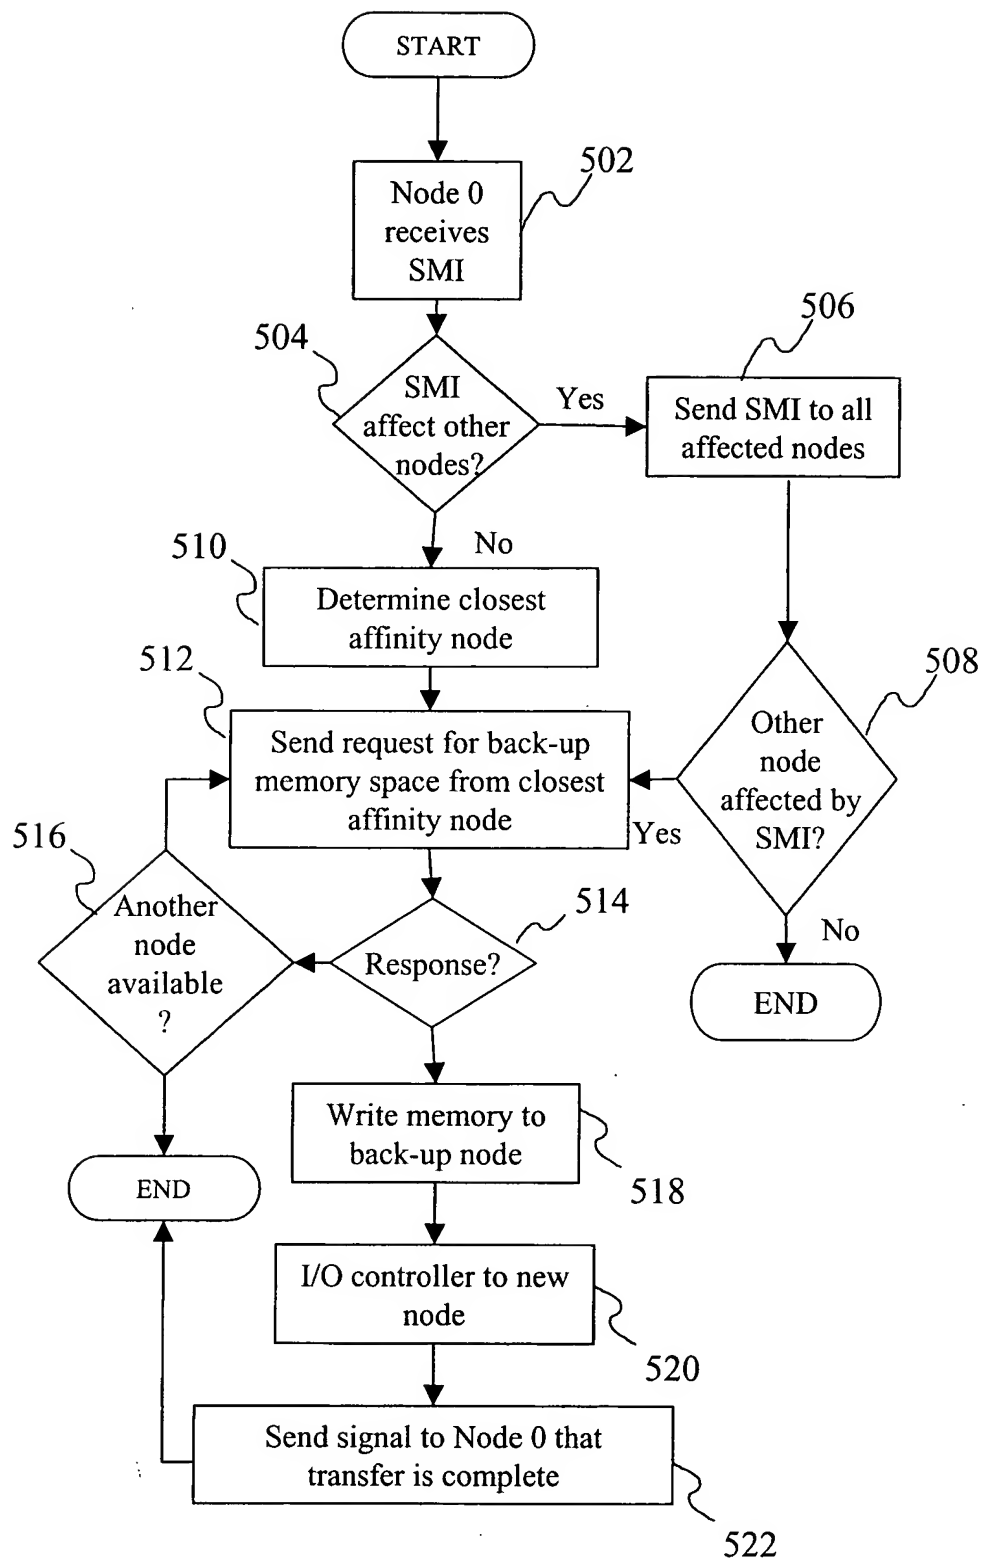 START
502
Node 0
receives
SMI
504
SMI
affect other
nodes?
Yes
506
Send SMI to all
affected nodes
No
510
Determine closest
affinity node
512
Send request for back-up
memory space from closest
affinity node
508
Other
node
affected by
SMI?
Yes
No
END
516
Another
node
available
?
514
Response?
Write memory to
back-up node
518
END
I/O controller to new
node
520
Send signal to Node 0 that
transfer is complete
522